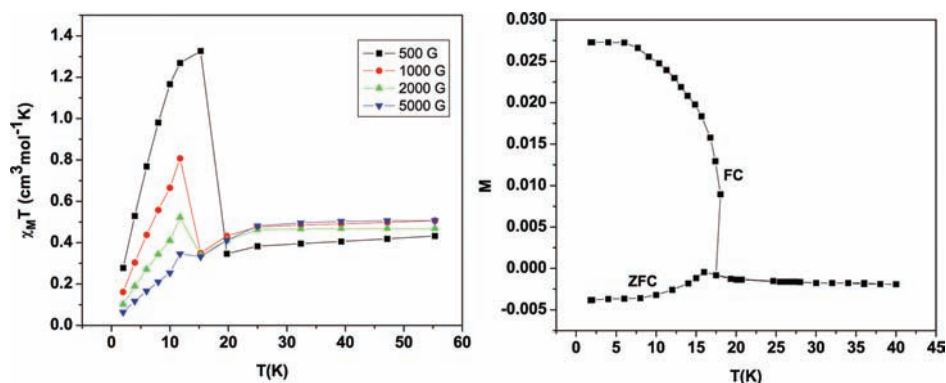 1.6
1.4
1.2
1.0
0.8
0.6
0.4
0.2
0.0
χMT (cm³mol⁻¹K)
500 G
1000 G
2000 G
5000 G
0 10 20 30 40 50 60
T(K)
0.030
0.025
0.020
0.015
0.010
0.005
0.000
-0.005
M
FC
ZFC
0 5 10 15 20 25 30 35 40 45
T(K)